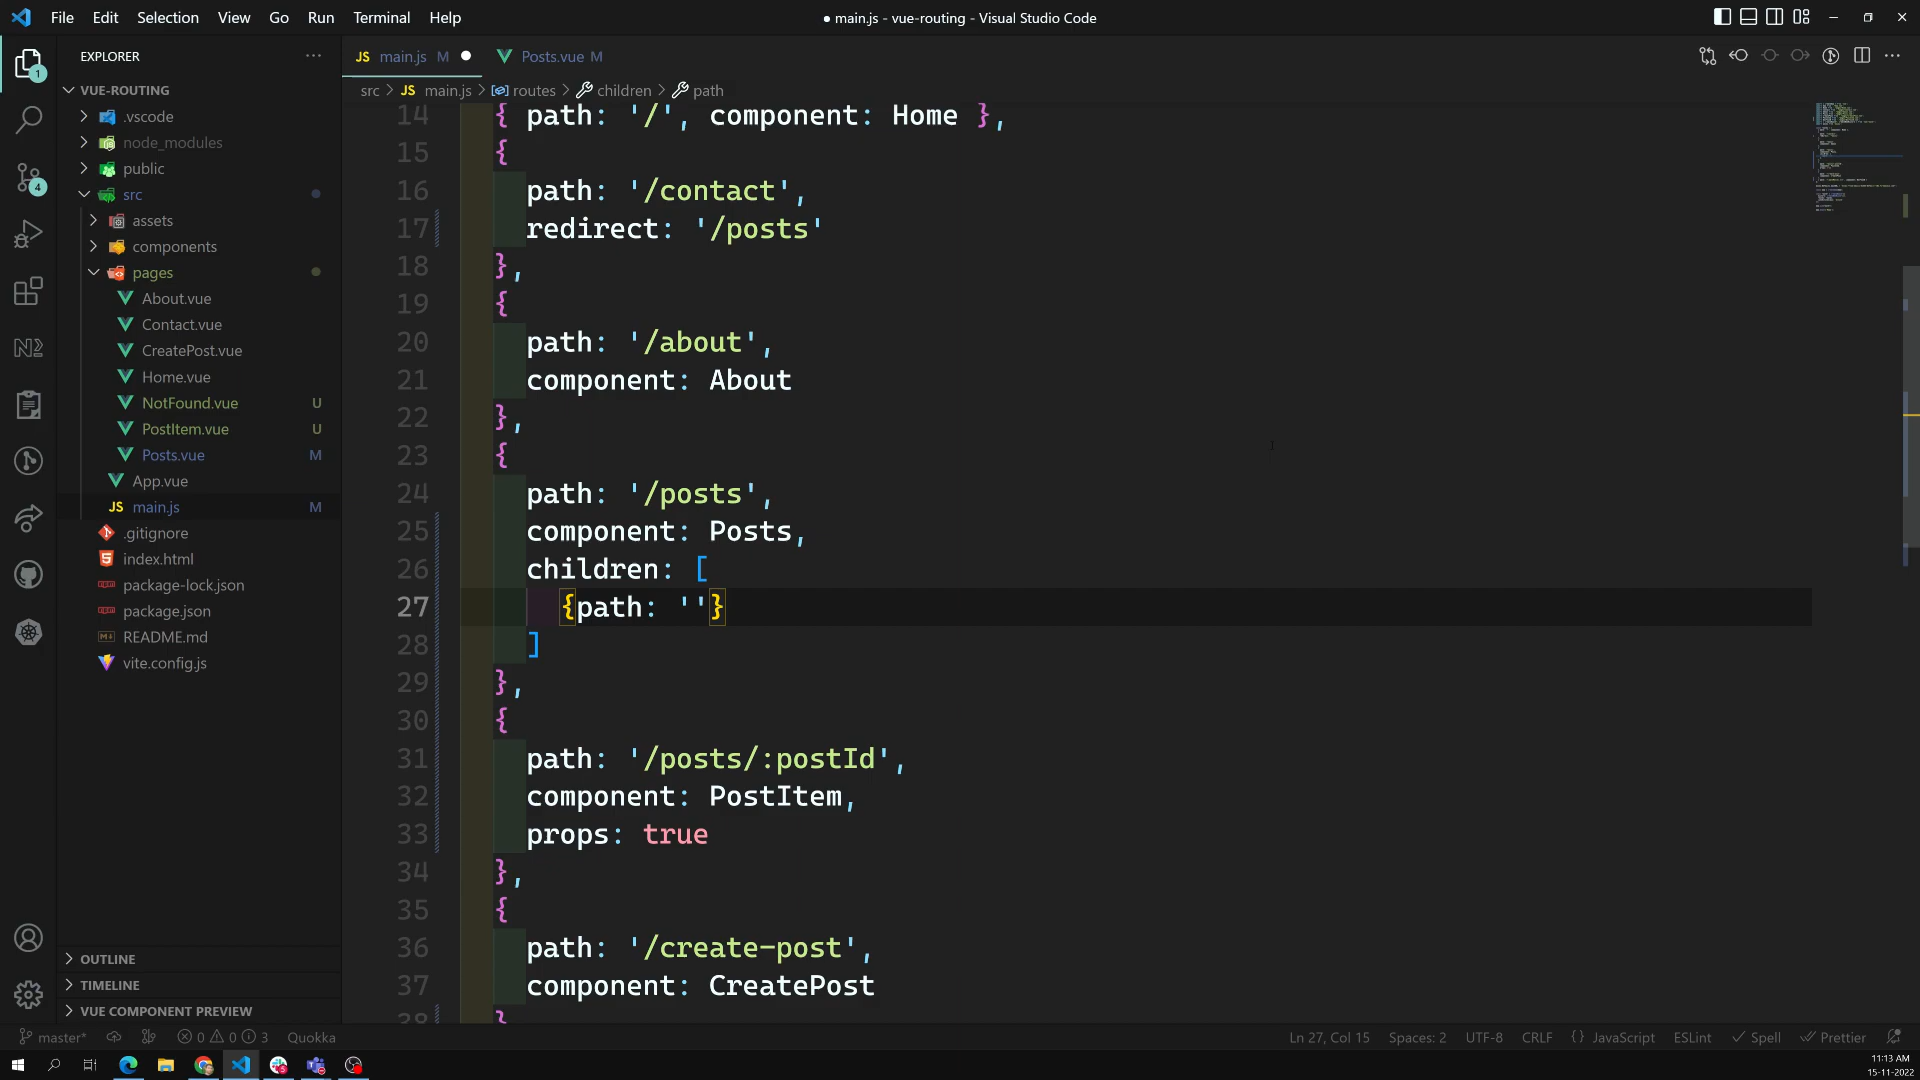 File Edit Selection View Go Run Terminal Help
● main.js - vue-routing - Visual Studio Code
EXPLORER
JS main.js M
Posts.vue M
1
VUE-ROUTING
src > JS main.js > routes > children > path
.vscode
node_modules
public
src
assets
components
pages
About.vue
Contact.vue
CreatePost.vue
Home.vue
NotFound.vue U
PostItem.vue U
Posts.vue M
App.vue
JS main.js M
.gitignore
index.html
package-lock.json
package.json
README.md
vite.config.js
4
14 { path: '/', component: Home },
15 {
16 path: '/contact',
17 redirect: '/posts'
18 },
19 {
20 path: '/about',
21 component: About
22 },
23 {
24 path: '/posts',
25 component: Posts,
26 children: [
27 {path: ''}
28 ]
29 },
30 {
31 path: '/posts/:postId',
32 component: PostItem,
33 props: true
34 },
35 {
36 path: '/create-post',
37 component: CreatePost
38 }
OUTLINE
TIMELINE
VUE COMPONENT PREVIEW
master* 0 0 3 Quokka
Ln 27, Col 15 Spaces: 2 UTF-8 CRLF {} JavaScript ESLint Spell Prettier
11:13 AM
15-11-2022